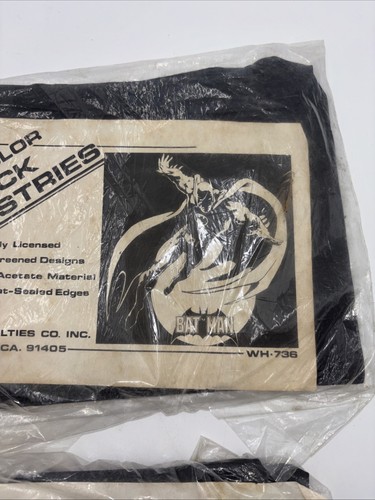 LOR
CK
STRIES
ly Licensed
reened Designs
Acetate Material
at-Sealed Edges
BATMAN
LTIES CO. INC.
CA. 91405
WH-736